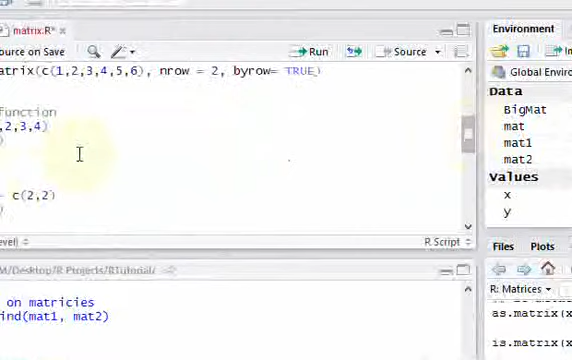 matrix.R* ×
ource on Save
Run
Source
atrix(c(1,2,3,4,5,6), nrow = 2, byrow= TRUE)
function
,2,3,4)
)
- c(2,2)
)
evel)
R Script
M/Desktop/R Projects/RTutorial/
on matricies
ind(mat1, mat2)
Environment
Global Enviror
Data
BigMat
mat
mat1
mat2
Values
x
y
Files Plots
R: Matrices
as.matrix(x
is.matrix(x